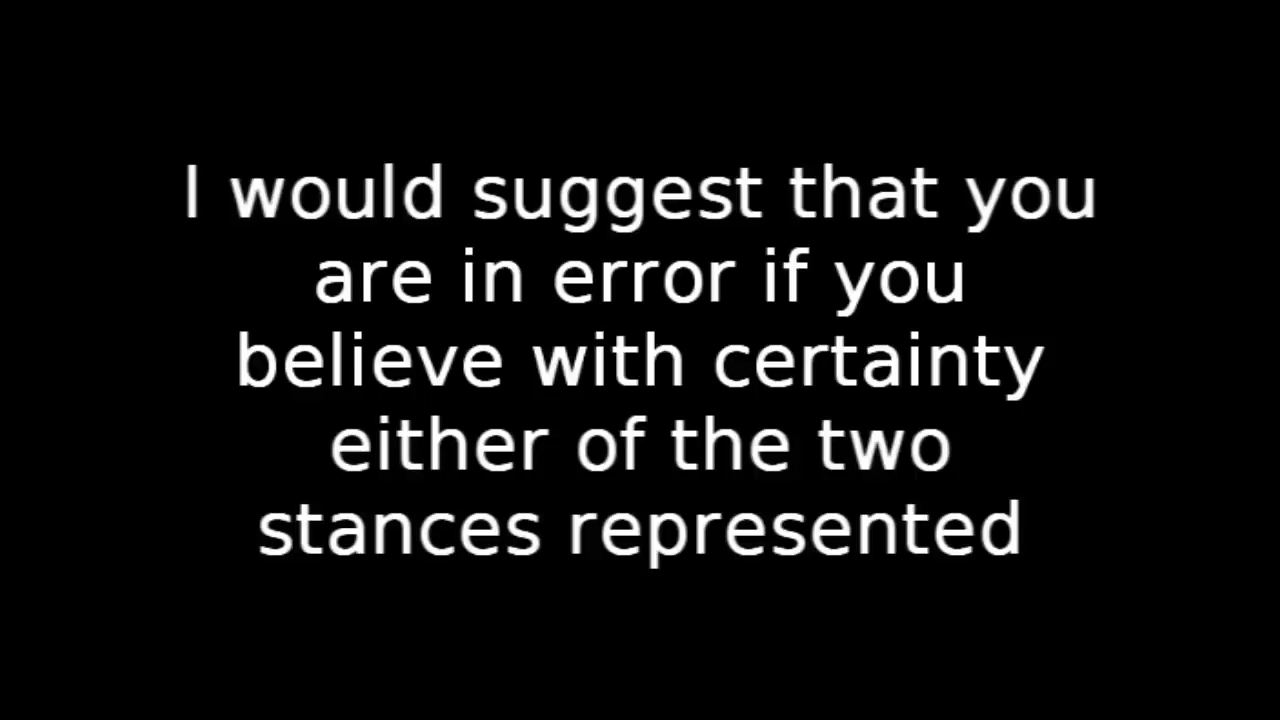 I would suggest that you
are in error if you
believe with certainty
either of the two
stances represented